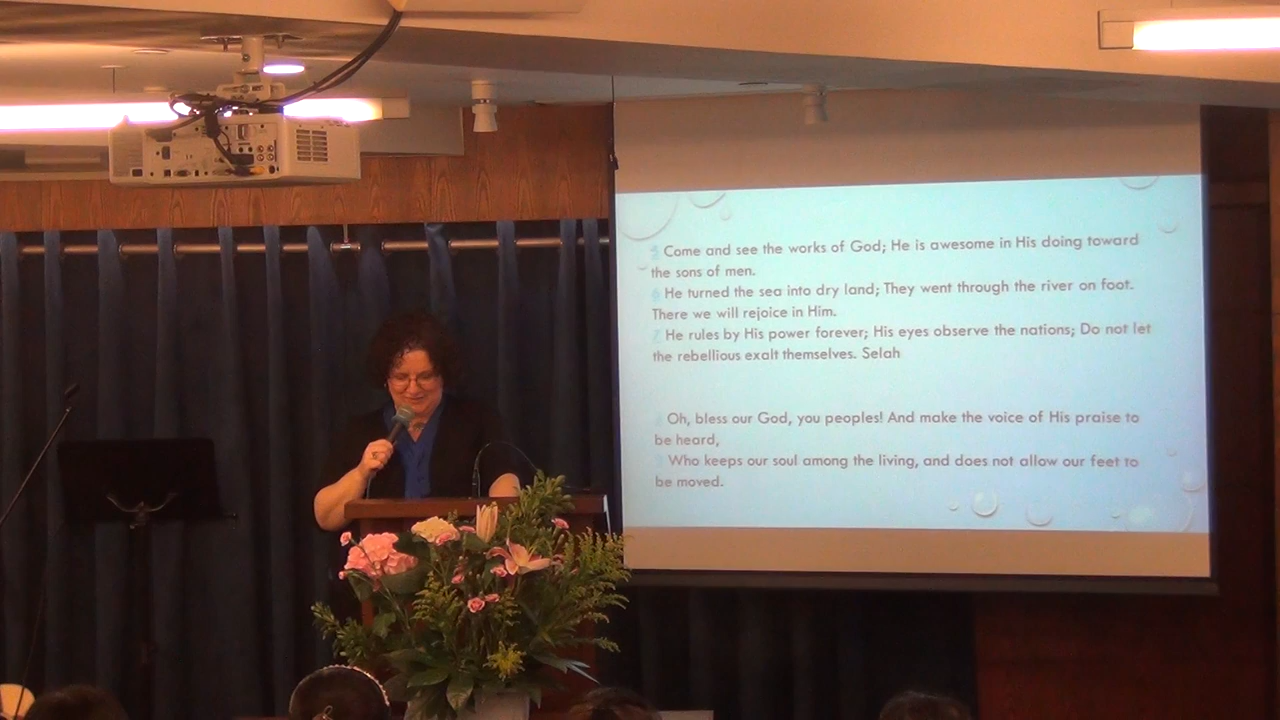 5 Come and see the works of God; He is awesome in His doing toward
the sons of men.
6 He turned the sea into dry land; They went through the river on foot.
There we will rejoice in Him.
7 He rules by His power forever; His eyes observe the nations; Do not let
the rebellious exalt themselves. Selah
Oh, bless our God, you peoples! And make the voice of His praise to
be heard,
Who keeps our soul among the living, and does not allow our feet to
be moved.